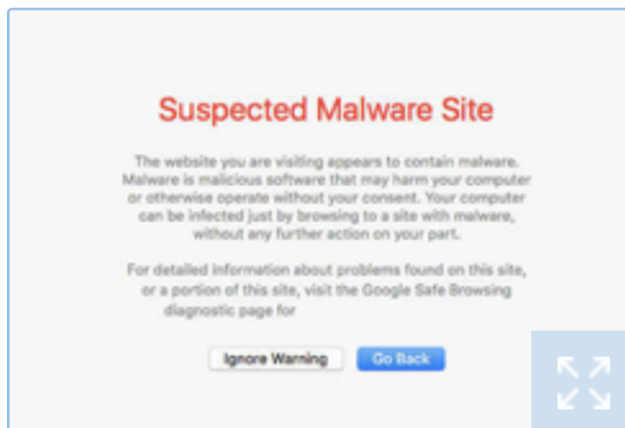 Suspected Malware Site
The website you are visiting appears to contain malware.
Malware is malicious software that may harm your computer
or otherwise operate without your consent. Your computer
can be infected just by browsing to a site with malware,
without any further action on your part.
For detailed information about problems found on this site,
or a portion of this site, visit the Google Safe Browsing
diagnostic page for
Ignore Warning Go Back